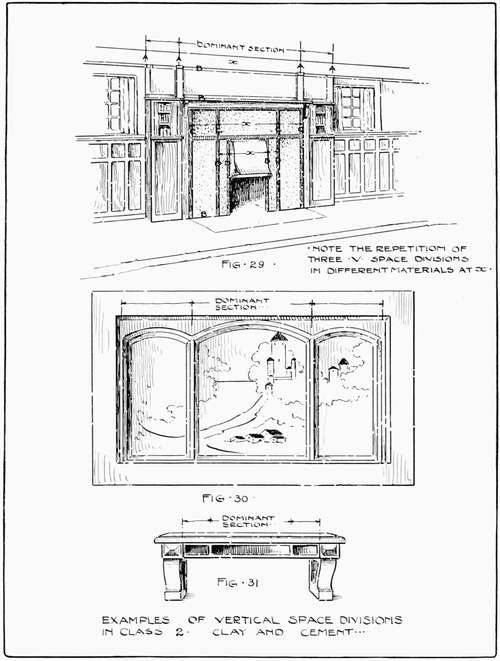 DOMINANT SECTION
x
B
B
x
B
B
FIG·29·
·NOTE THE REPETITION OF
THREE ·V· SPACE DIVISIONS
IN DIFFERENT MATERIALS AT x·
DOMINANT
SECTION··
FIG·30·
DOMINANT
SECTION··
FIG·31
EXAMPLES OF VERTICAL SPACE DIVISIONS
IN CLASS 2· CLAY AND CEMENT···